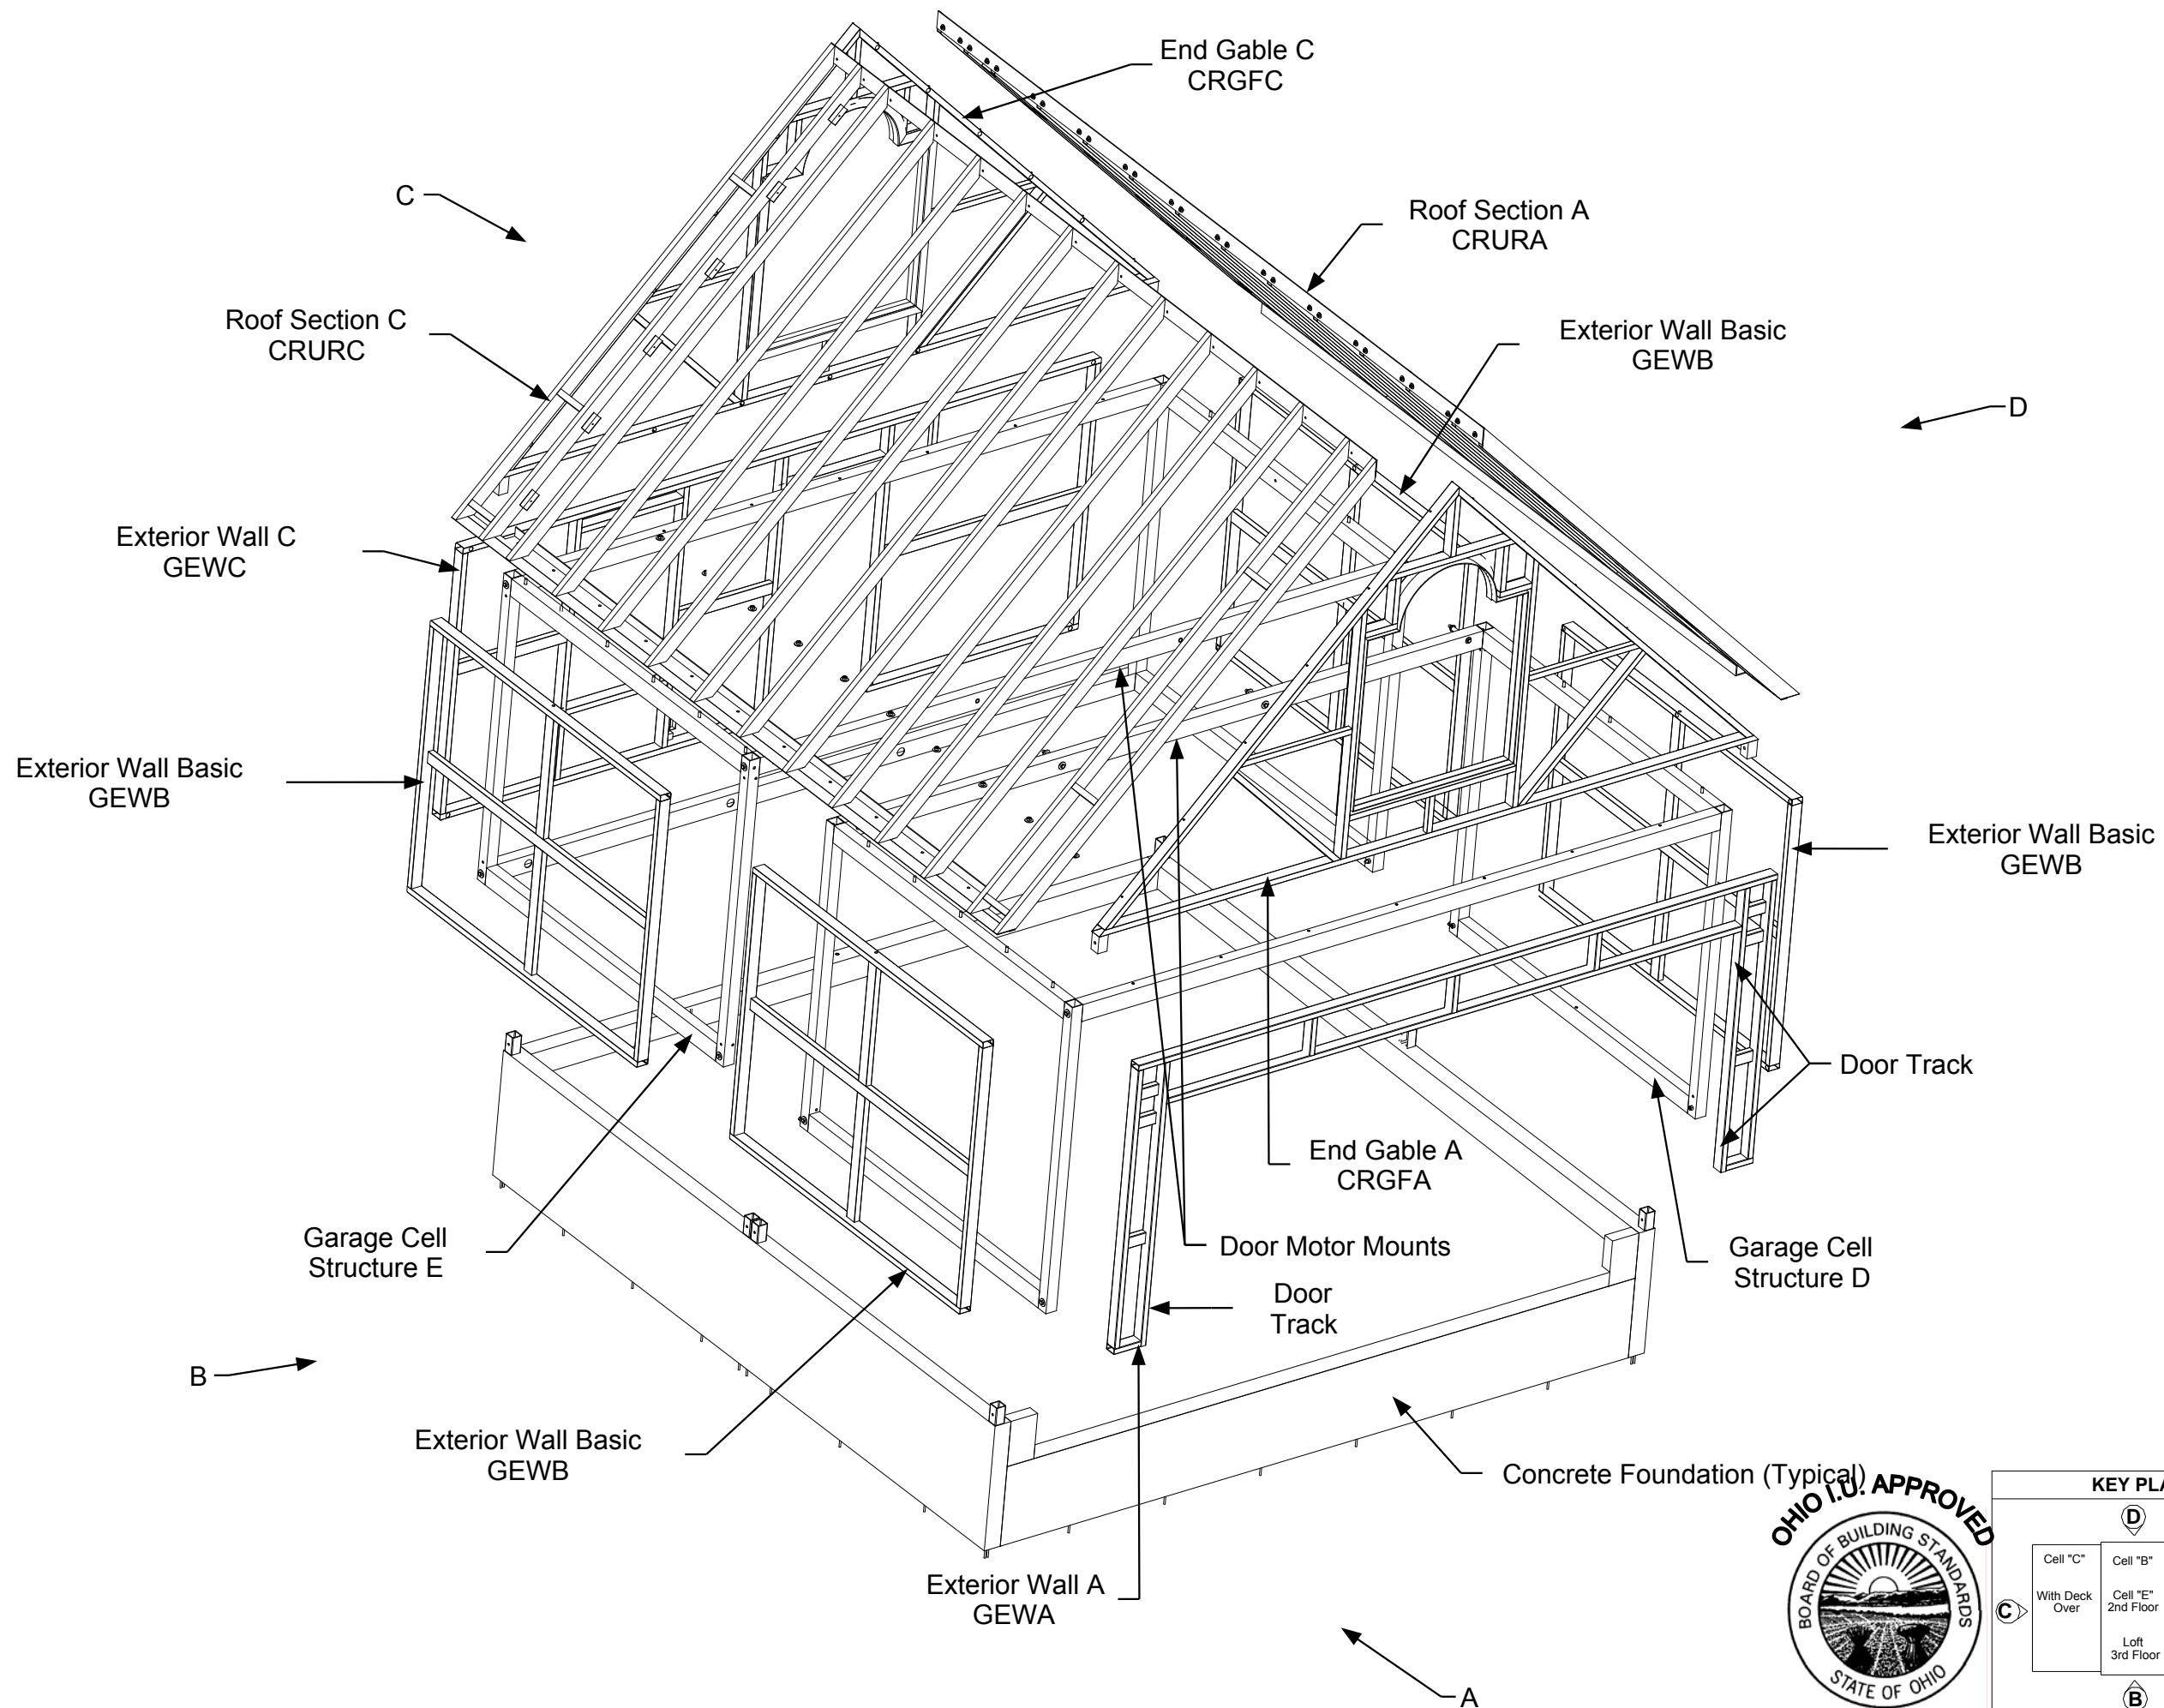 End Gable C
CRGFC
C
Roof Section A
CRURA
Roof Section C
CRURC
Exterior Wall Basic
GEWB
D
Exterior Wall C
GEWC
Exterior Wall Basic
GEWB
Exterior Wall Basic
GEWB
Door Track
End Gable A
CRGFA
Garage Cell
Structure E
Door Motor Mounts
Garage Cell
Structure D
Door
Track
B
Exterior Wall Basic
GEWB
Concrete Foundation (Typical)
Exterior Wall A
GEWA
A
OHIO I.U. APPROVED
BOARD OF BUILDING STANDARDS
STATE OF OHIO
KEY PLA
D
Cell "C"
Cell "B"
With Deck
Over
Cell "E"
2nd Floor
C
Loft
3rd Floor
B